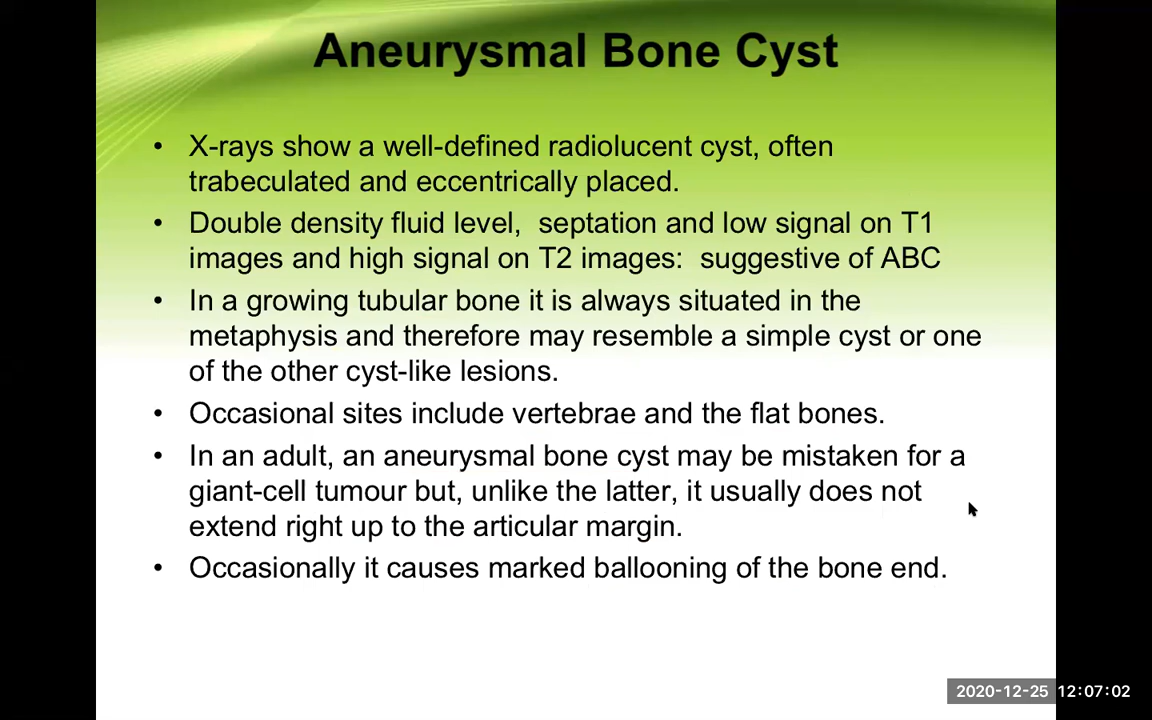 Aneurysmal Bone Cyst
• X-rays show a well-defined radiolucent cyst, often
trabeculated and eccentrically placed.
• Double density fluid level,  septation and low signal on T1
images and high signal on T2 images:  suggestive of ABC
• In a growing tubular bone it is always situated in the
metaphysis and therefore may resemble a simple cyst or one
of the other cyst-like lesions.
• Occasional sites include vertebrae and the flat bones.
• In an adult, an aneurysmal bone cyst may be mistaken for a
giant-cell tumour but, unlike the latter, it usually does not
extend right up to the articular margin.
• Occasionally it causes marked ballooning of the bone end.
2020-12-25 12:07:02